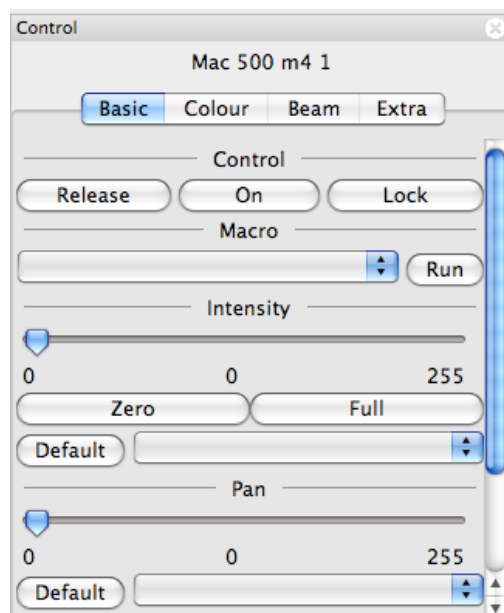 Control
Mac 500 m4 1
Basic Colour Beam Extra
Control
Release On Lock
Macro
Run
Intensity
0 0 255
Zero Full
Default
Pan
0 0 255
Default